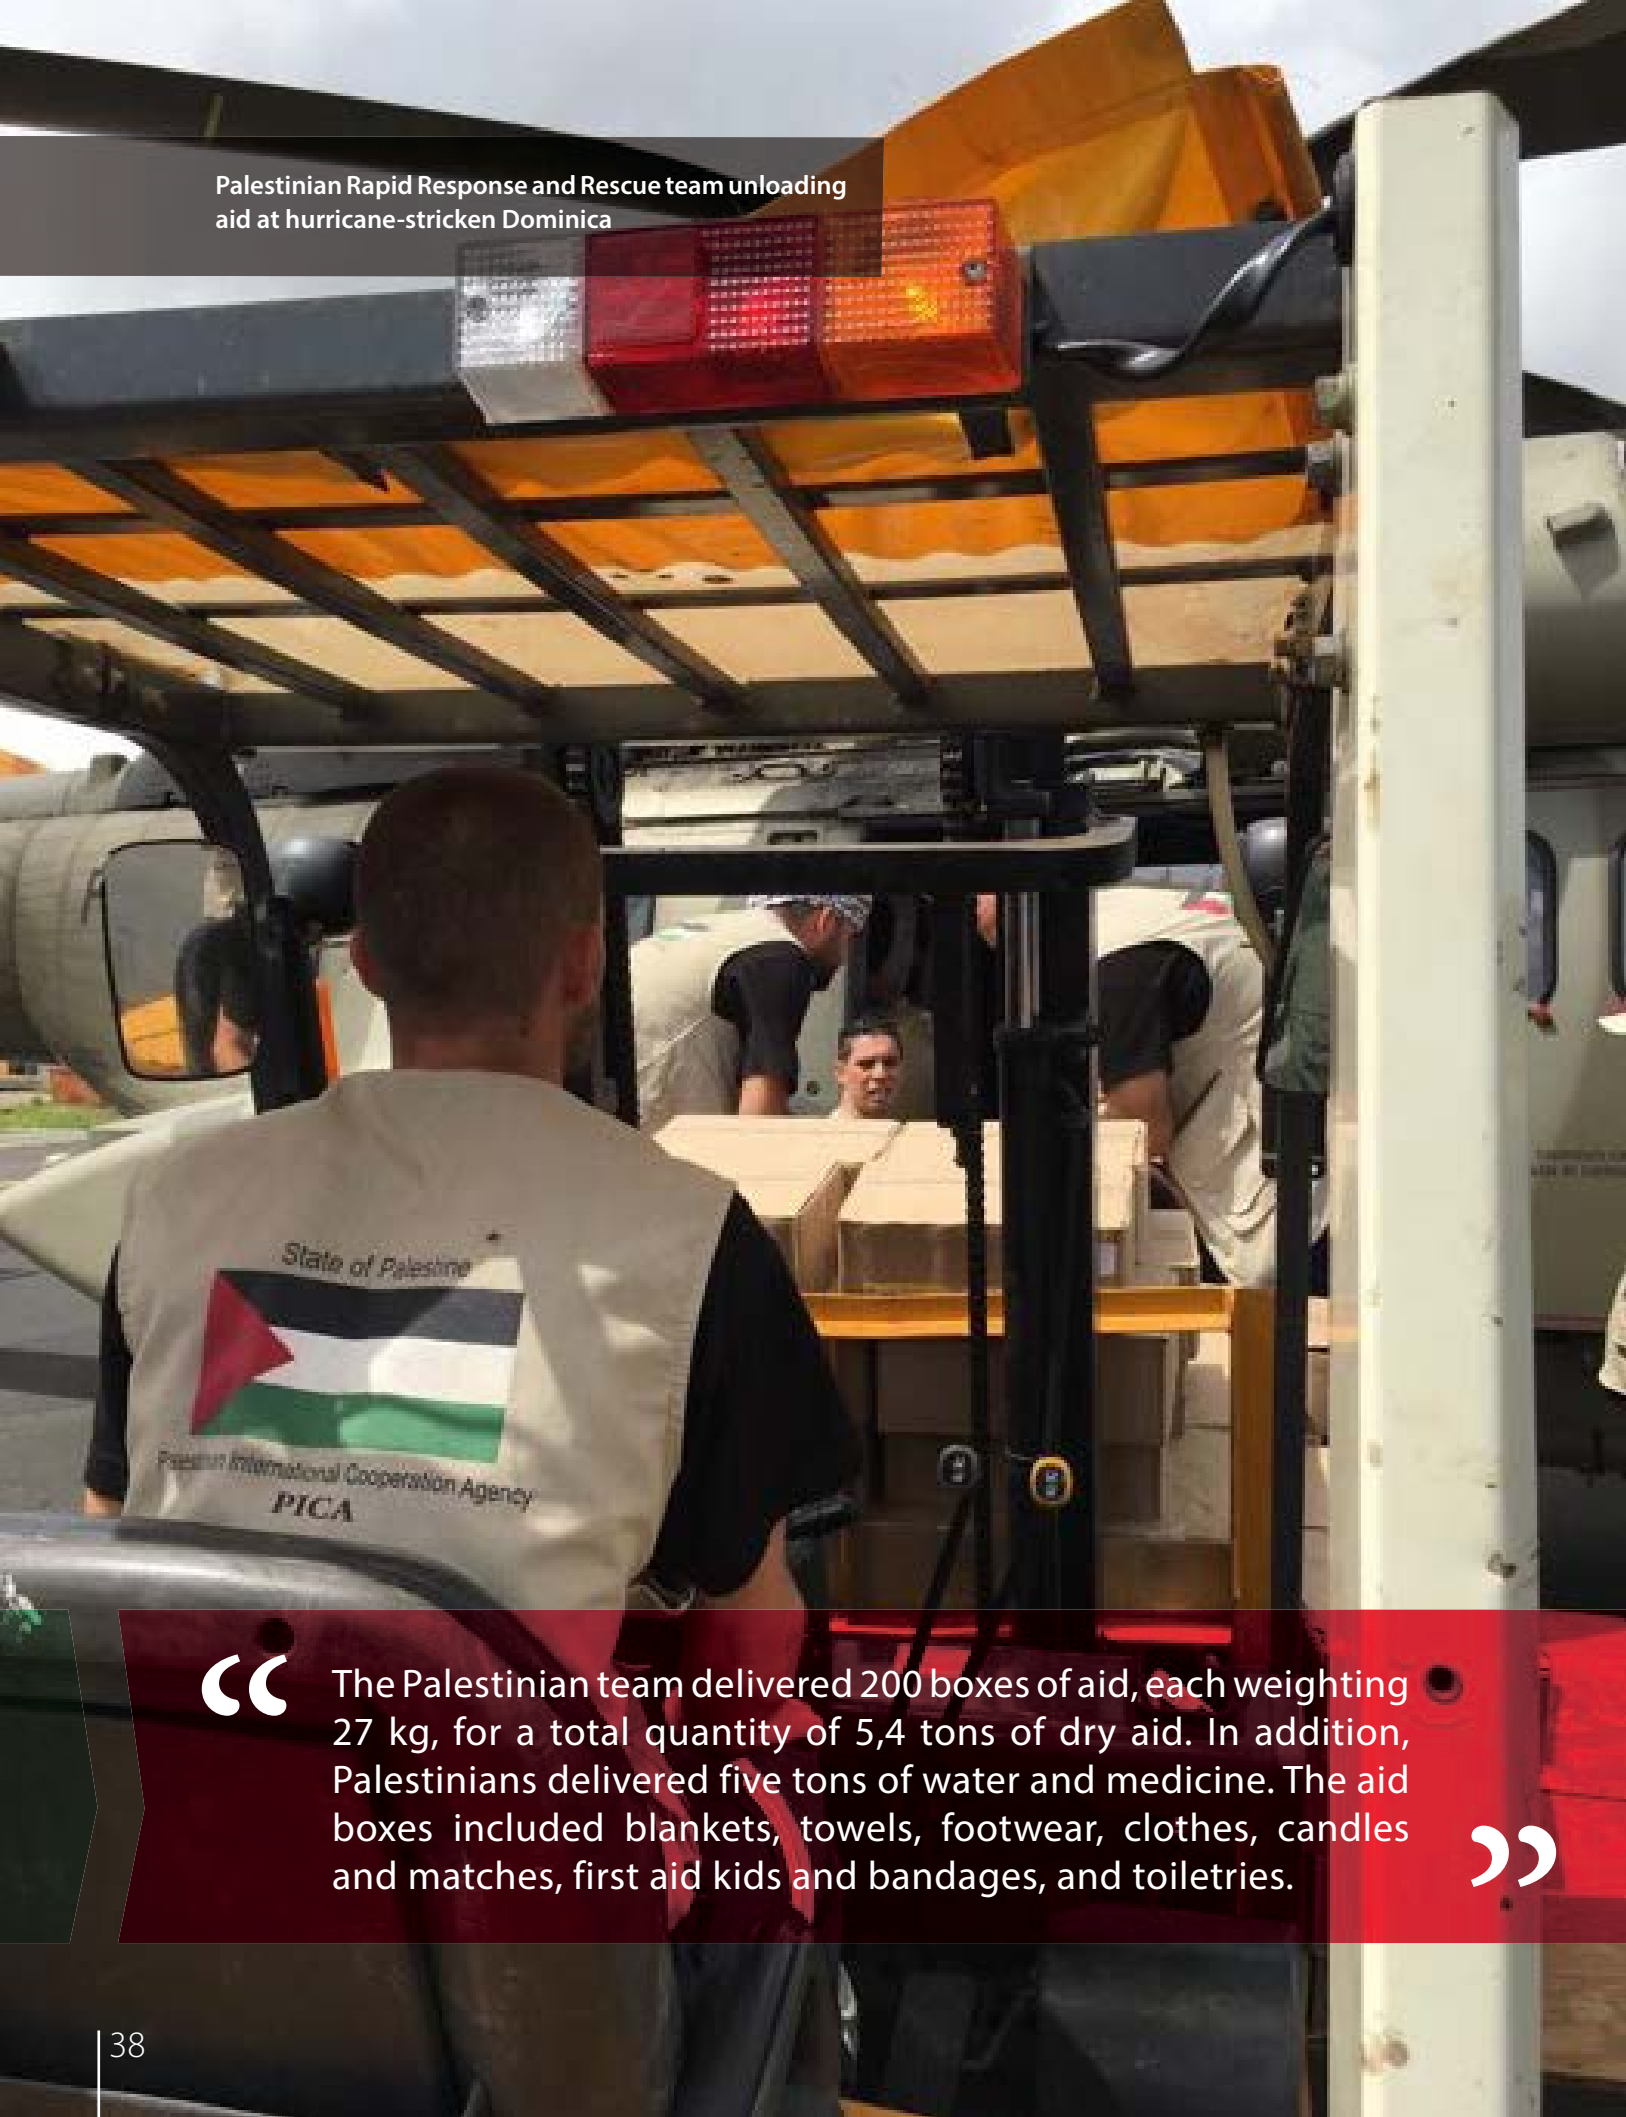 Palestinian Rapid Response and Rescue team unloading
aid at hurricane-stricken Dominica
State of Palestine
International Cooperation Agency
PICA
“
The Palestinian team delivered 200 boxes of aid, each weighting
27 kg, for a total quantity of 5,4 tons of dry aid. In addition,
Palestinians delivered five tons of water and medicine. The aid
boxes included blankets, towels, footwear, clothes, candles
and matches, first aid kids and bandages, and toiletries.
”
38